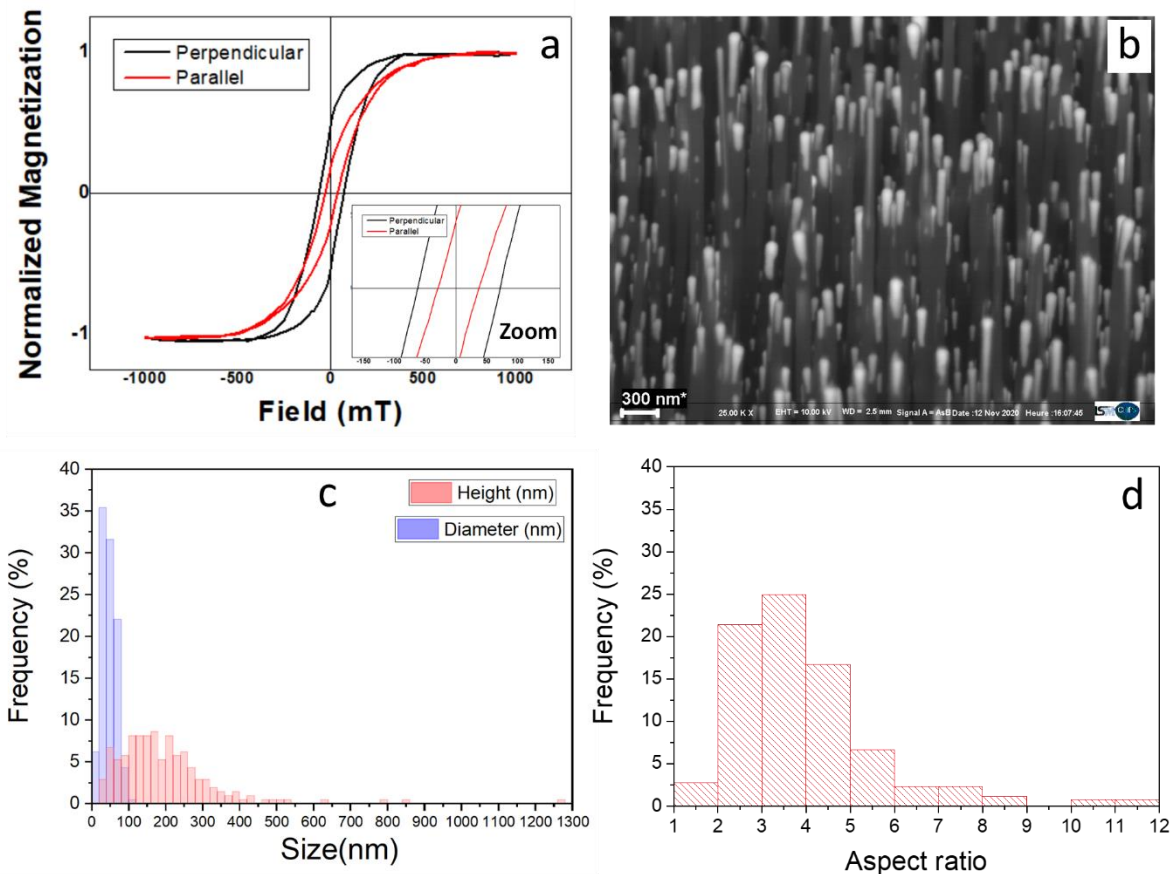 a
Perpendicular
Parallel
Normalized Magnetization
1
0
-1
Perpendicular
Parallel
Zoom
-150 -100 -50 0 50 100 150
-1000 -500 0 500 1000
Field (mT)
b
300 nm*
25.00 K X EHT = 10.00 kV WD = 2.5 mm Signal A = AsB Date :12 Nov 2020 Heure :16:07:45
c
Height (nm)
Diameter (nm)
Frequency (%)
40
35
30
25
20
15
10
5
0
0 100 200 300 400 500 600 700 800 900 1000 1100 1200 1300
Size(nm)
d
Frequency (%)
40
35
30
25
20
15
10
5
0
1 2 3 4 5 6 7 8 9 10 11 12
Aspect ratio